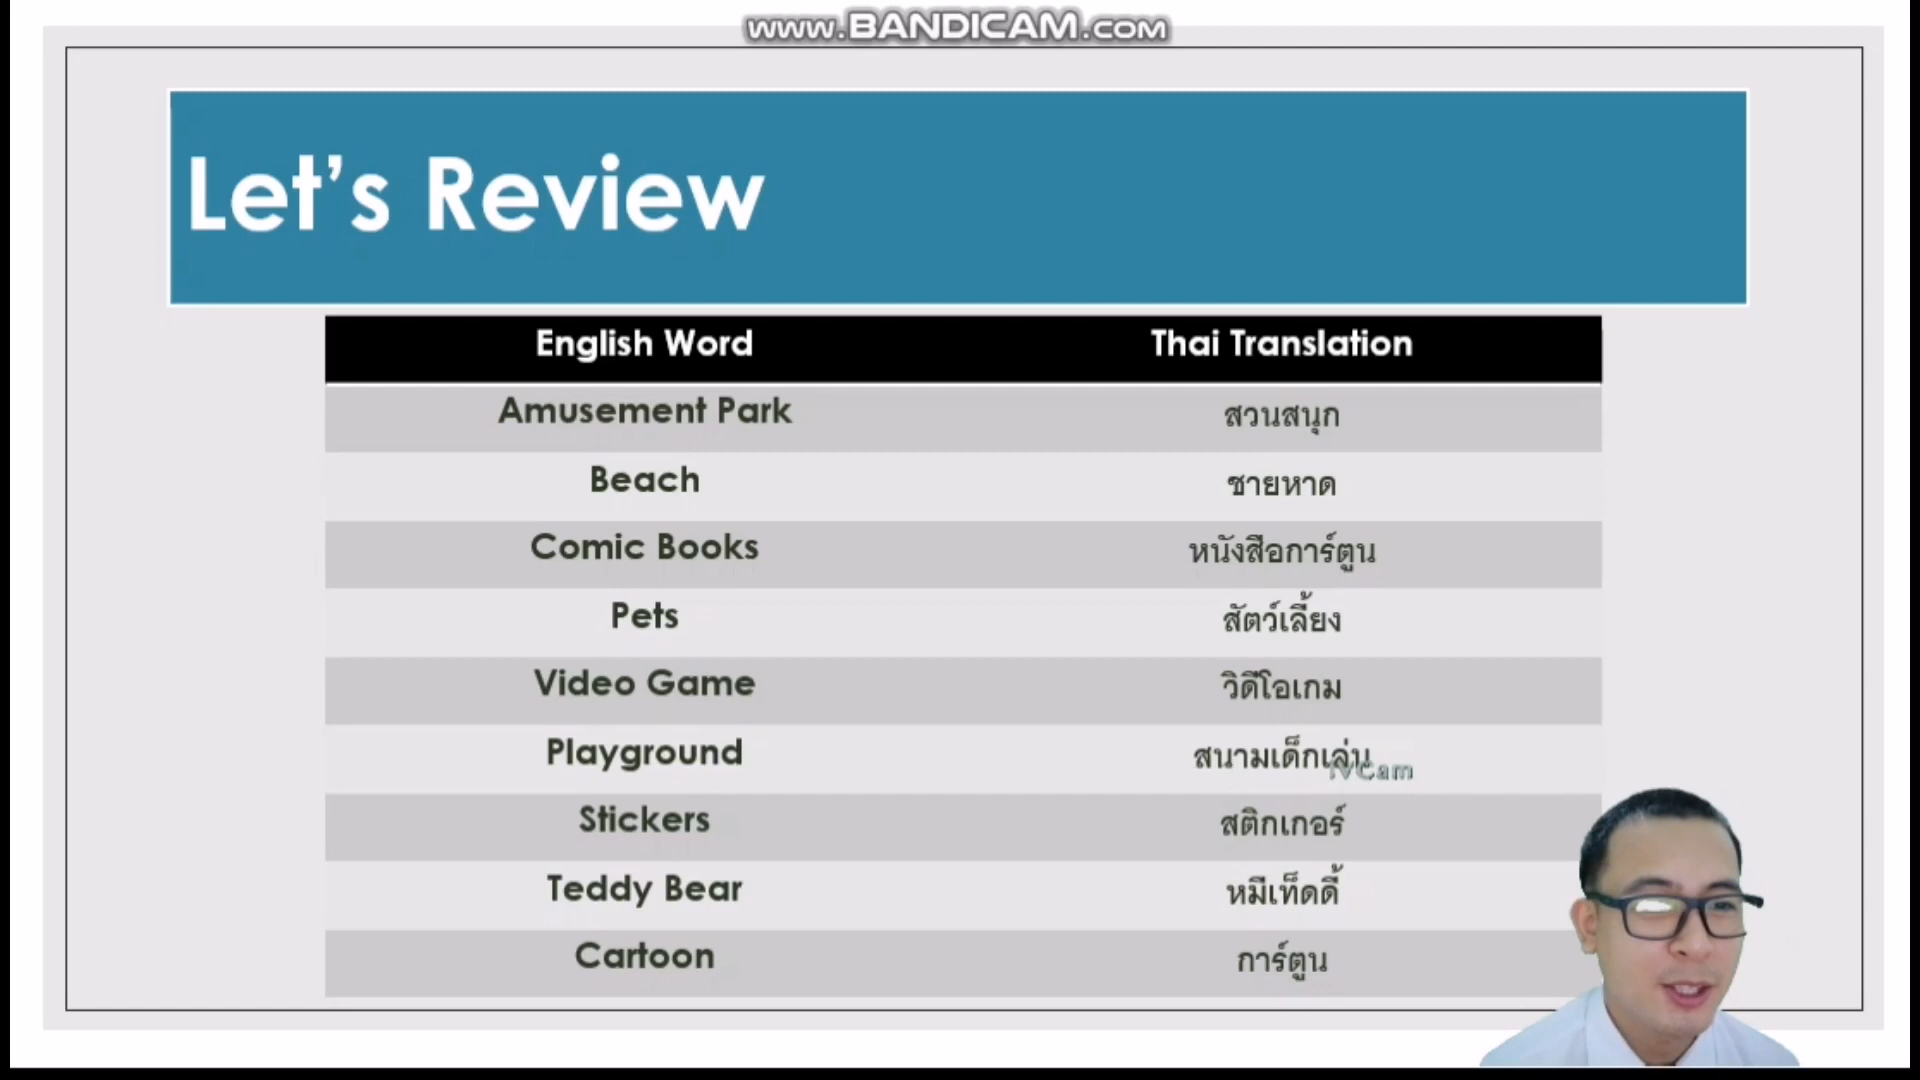 www.BANDICAM.com
Let's Review
English Word Thai Translation
Amusement Park สวนสนุก
Beach ชายหาด
Comic Books หนังสือการ์ตูน
Pets สัตว์เลี้ยง
Video Game วิดีโอเกม
Playground สนามเด็กเล่น
iVCam
Stickers สติกเกอร์
Teddy Bear หมีเท็ดดี้
Cartoon การ์ตูน